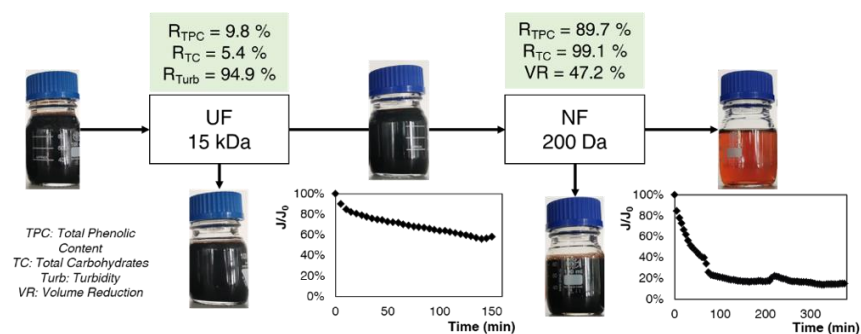 R_TPC = 9.8 %
R_TC = 5.4 %
R_Turb = 94.9 %
R_TPC = 89.7 %
R_TC = 99.1 %
VR = 47.2 %
UF
15 kDa
NF
200 Da
TPC: Total Phenolic
Content
TC: Total Carbohydrates
Turb: Turbidity
VR: Volume Reduction
J/J₀
100%
80%
60%
40%
20%
0%
0 50 100 150
Time (min)
J/J₀
100%
80%
60%
40%
20%
0%
0 100 200 300
Time (min)